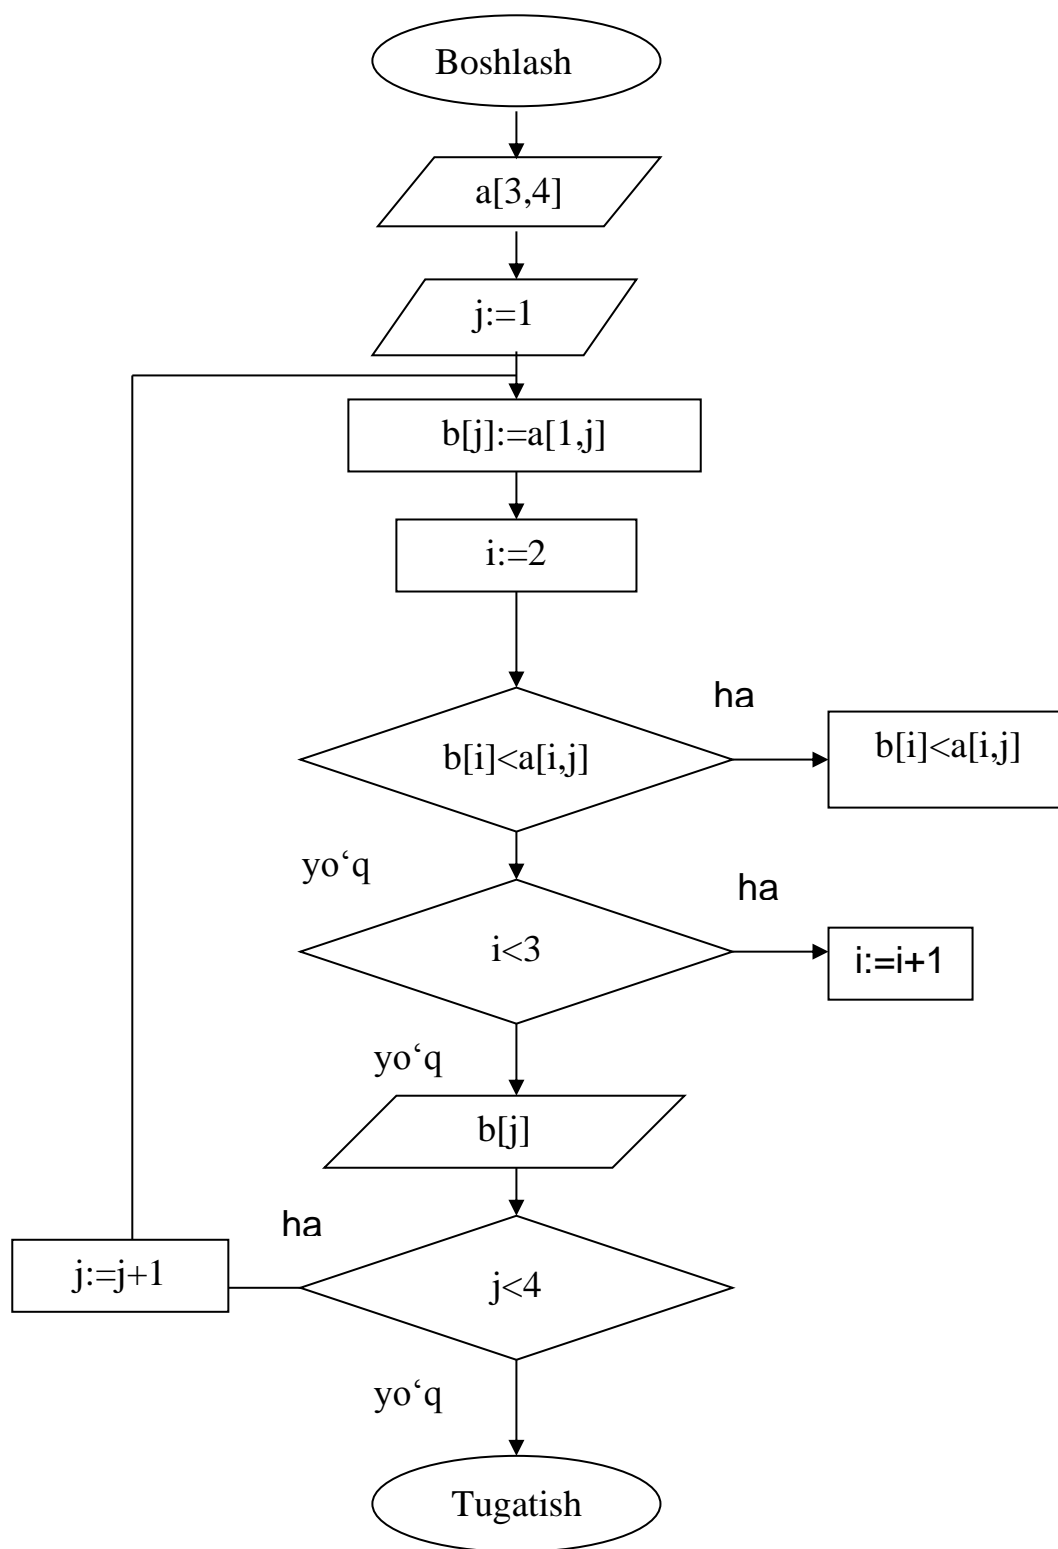 Boshlash
a[3,4]
j:=1
b[j]:=a[1,j]
i:=2
ha
b[i]<a[i,j]
b[i]<a[i,j]
yo‘q
ha
i<3
i:=i+1
yo‘q
b[j]
ha
j:=j+1
j<4
yo‘q
Tugatish